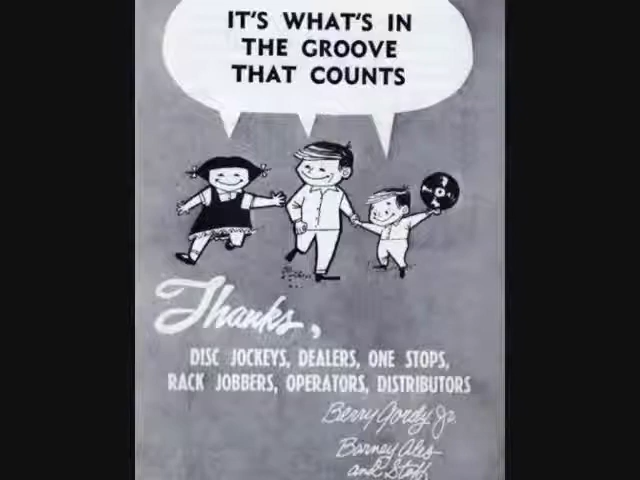 IT'S WHAT'S IN
THE GROOVE
THAT COUNTS
Thanks,
DISC JOCKEYS, DEALERS, ONE STOPS,
RACK JOBBERS, OPERATORS, DISTRIBUTORS
Berry Gordy Jr.
Barney Ales
and Staff